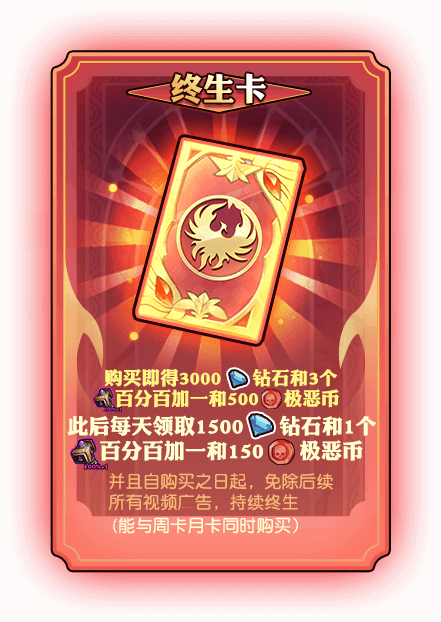 终生卡
购买即得3000钻石和3个
百分百加一和500极恶币
此后每天领取1500钻石和1个
百分百加一和150极恶币
并且自购买之日起，免除后续
所有视频广告，持续终生
（能与周卡月卡同时购买）